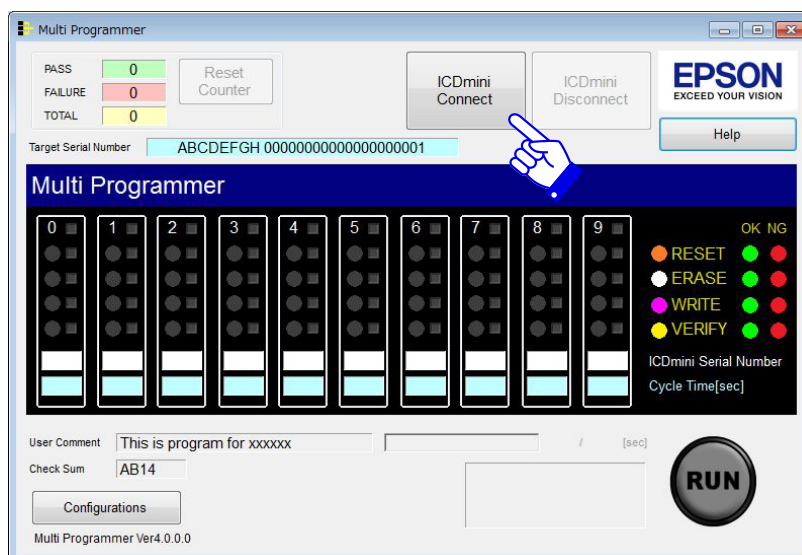 Multi Programmer
PASS 0
FAILURE 0
TOTAL 0
Reset
Counter
ICDmini
Connect
ICDmini
Disconnect
EPSON
EXCEED YOUR VISION
Help
Target Serial Number ABCDEFGH 00000000000000000001
Multi Programmer
0 1 2 3 4 5 6 7 8 9
OK NG
RESET
ERASE
WRITE
VERIFY
ICDmini Serial Number
Cycle Time[sec]
User Comment This is program for xxxxxx / [sec]
Check Sum AB14
RUN
Configurations
Multi Programmer Ver4.0.0.0